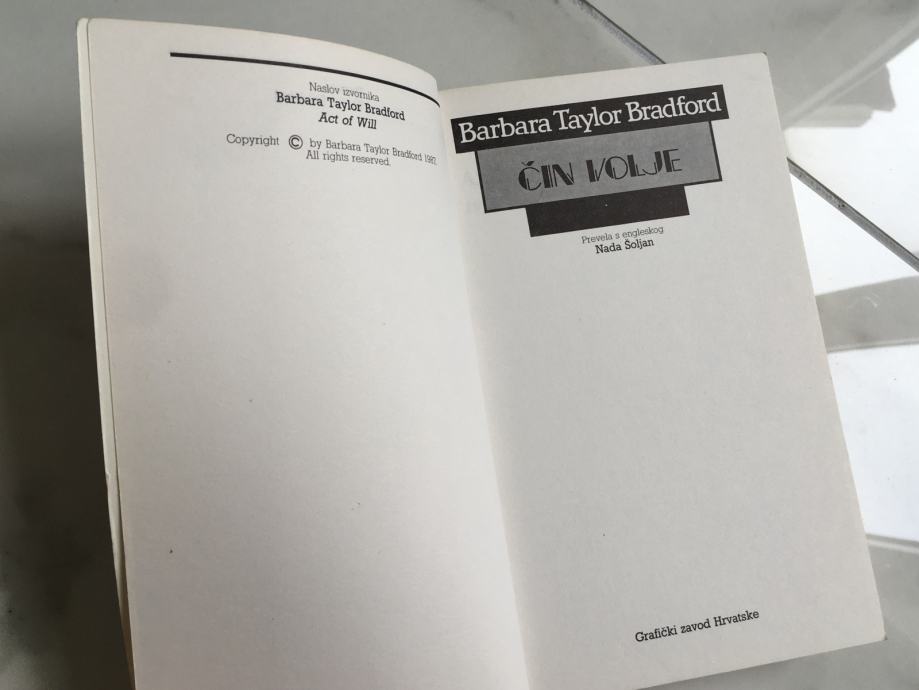 Naslov izvornika
Barbara Taylor Bradford
Act of Will
Copyright © by Barbara Taylor Bradford 1987.
All rights reserved.
Barbara Taylor Bradford
ČIN VOLJE
Prevela s engleskog
Nada Šoljan
Grafički zavod Hrvatske